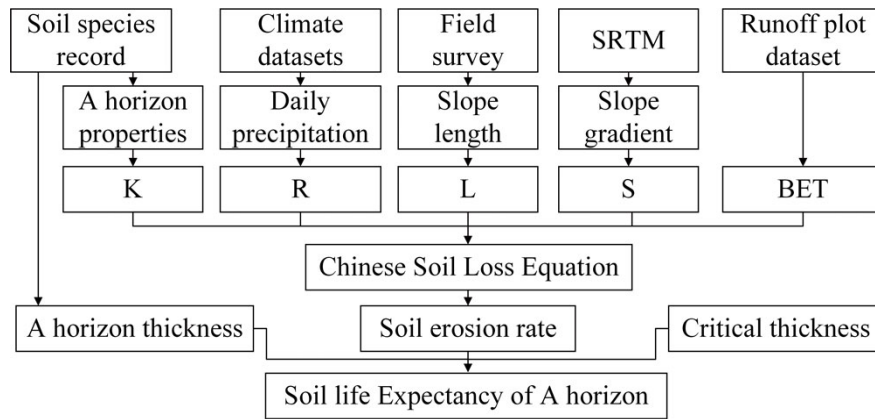 Soil species
record
Climate
datasets
Field
survey
SRTM
Runoff plot
dataset
A horizon
properties
Daily
precipitation
Slope
length
Slope
gradient
K
R
L
S
BET
Chinese Soil Loss Equation
A horizon thickness
Soil erosion rate
Critical thickness
Soil life Expectancy of A horizon